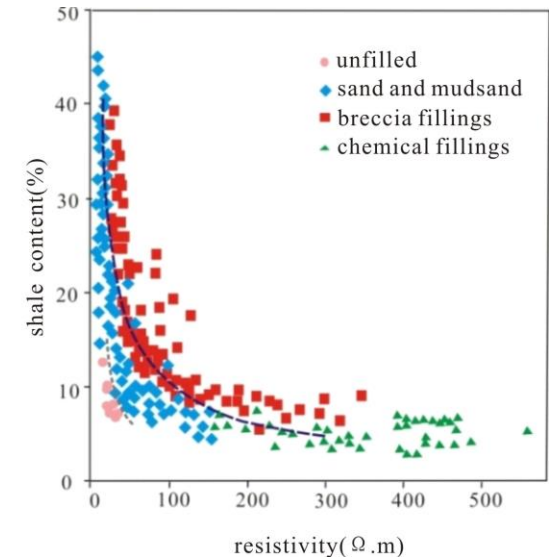 50
40
30
20
10
0
shale content(%)
unfilled
sand and mudsand
breccia fillings
chemical fillings
0 100 200 300 400 500
resistivity(Ω.m)